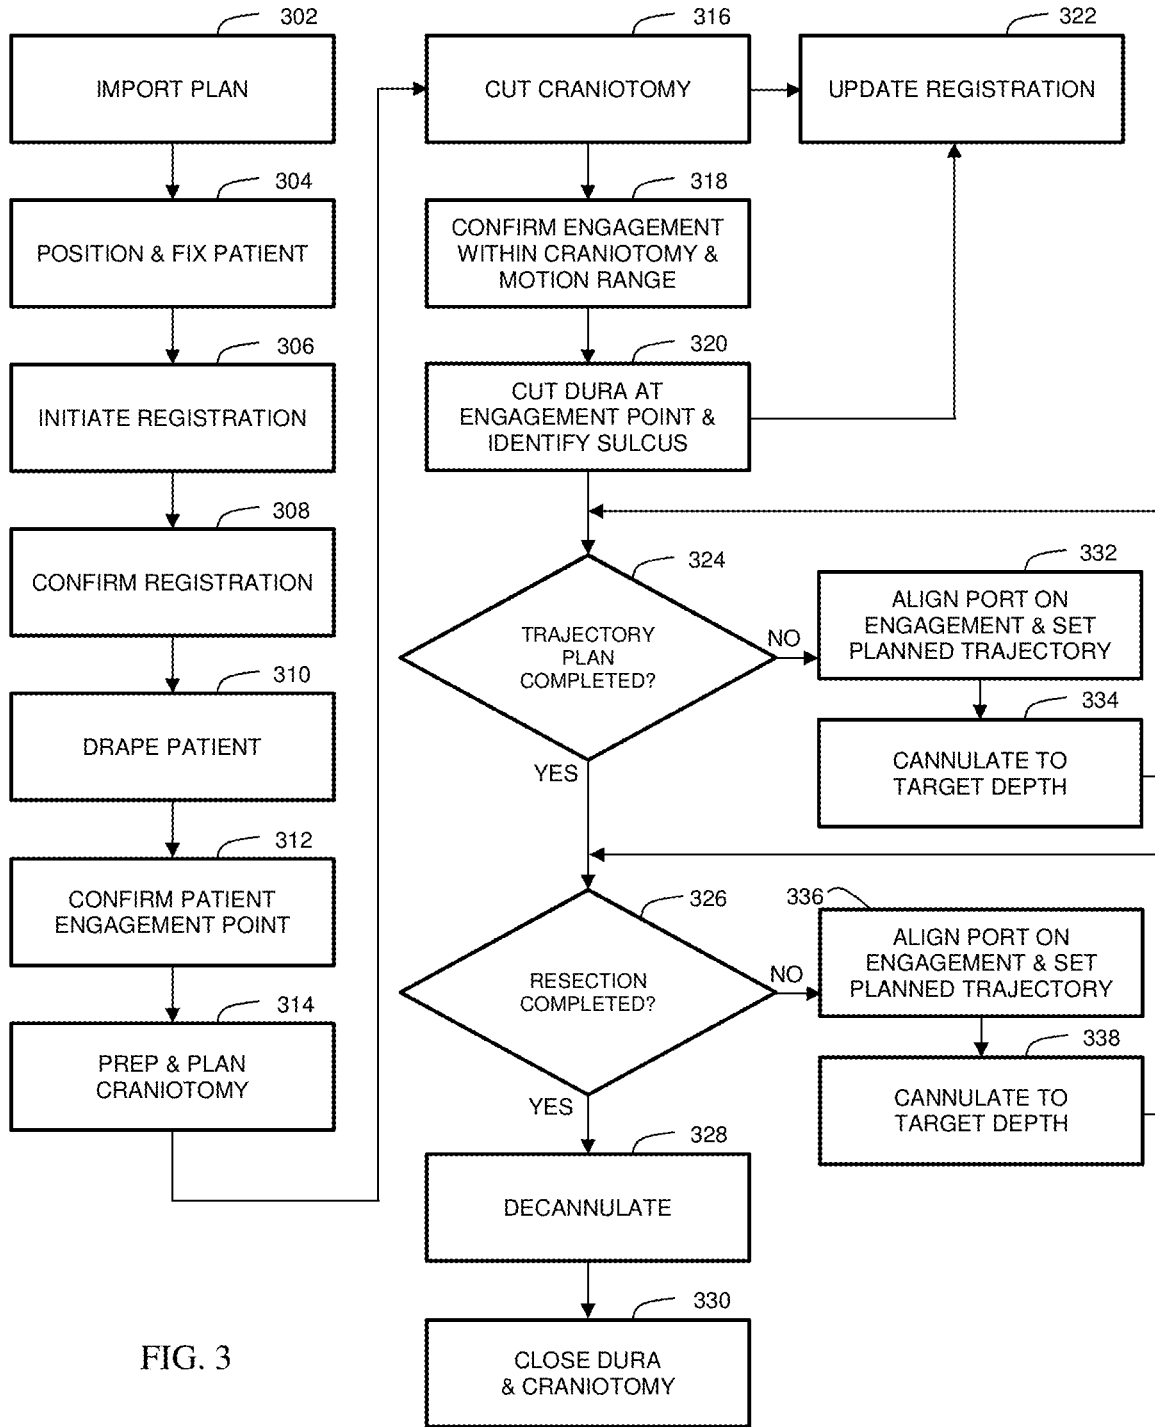 302
IMPORT PLAN
304
POSITION & FIX PATIENT
306
INITIATE REGISTRATION
308
CONFIRM REGISTRATION
310
DRAPE PATIENT
312
CONFIRM PATIENT
ENGAGEMENT POINT
314
PREP & PLAN
CRANIOTOMY
316
CUT CRANIOTOMY
322
UPDATE REGISTRATION
318
CONFIRM ENGAGEMENT
WITHIN CRANIOTOMY &
MOTION RANGE
320
CUT DURA AT
ENGAGEMENT POINT &
IDENTIFY SULCUS
324
TRAJECTORY
PLAN
COMPLETED?
NO
YES
332
ALIGN PORT ON
ENGAGEMENT & SET
PLANNED TRAJECTORY
334
CANNULATE TO
TARGET DEPTH
326
RESECTION
COMPLETED?
NO
YES
336
ALIGN PORT ON
ENGAGEMENT & SET
PLANNED TRAJECTORY
338
CANNULATE TO
TARGET DEPTH
328
DECANNULATE
330
CLOSE DURA
& CRANIOTOMY
FIG. 3